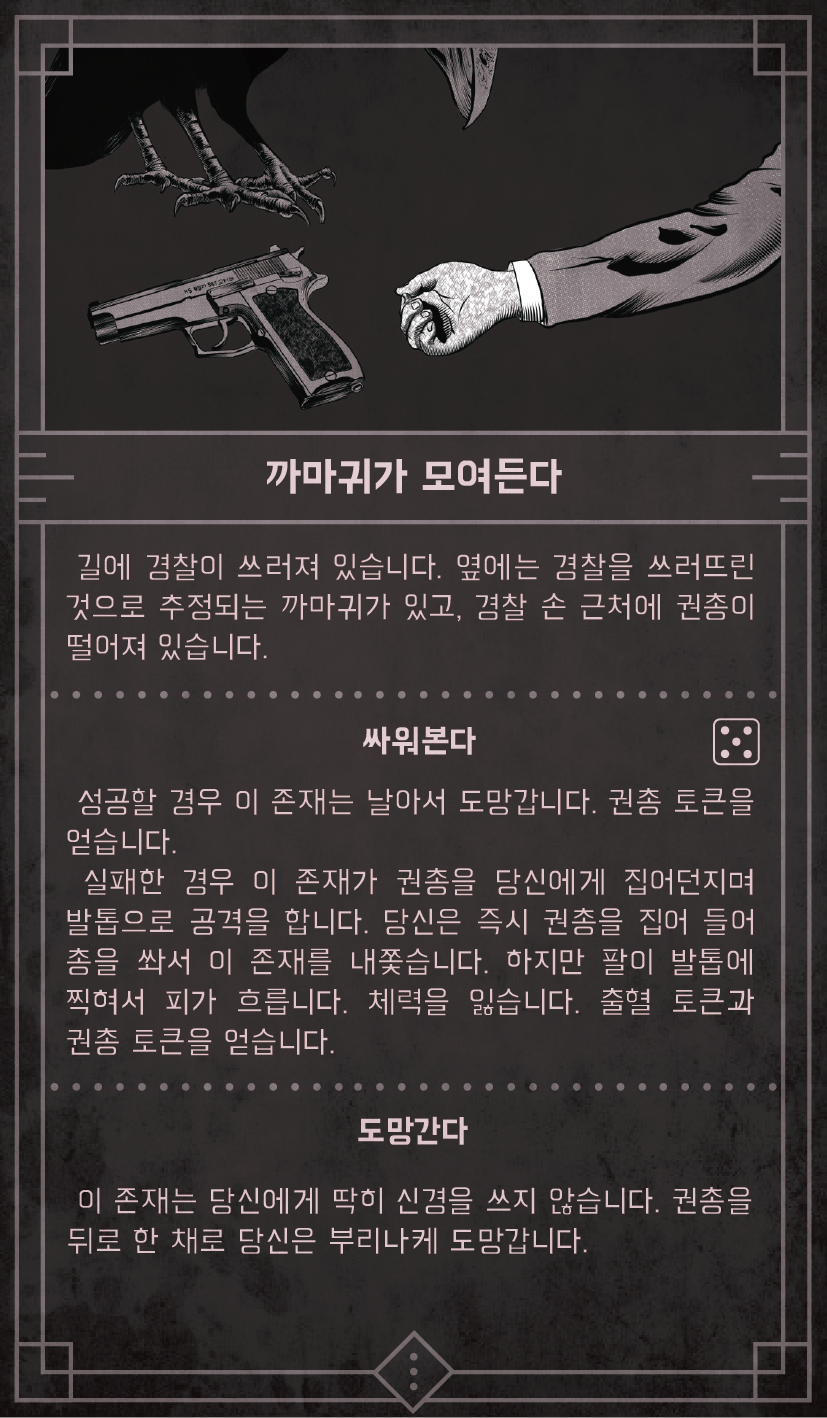 까마귀가 모여든다
길에 경찰이 쓰러져 있습니다. 옆에는 경찰을 쓰러뜨린
것으로 추정되는 까마귀가 있고, 경찰 손 근처에 권총이
떨어져 있습니다.
싸워본다
성공할 경우 이 존재는 날아서 도망갑니다. 권총 토큰을
얻습니다.
실패한 경우 이 존재가 권총을 당신에게 집어던지며
발톱으로 공격을 합니다. 당신은 즉시 권총을 집어 들어
총을 쏴서 이 존재를 내쫓습니다. 하지만 팔이 발톱에
찍혀서 피가 흐릅니다. 체력을 잃습니다. 출혈 토큰과
권총 토큰을 얻습니다.
도망간다
이 존재는 당신에게 딱히 신경을 쓰지 않습니다. 권총을
뒤로 한 채로 당신은 부리나케 도망갑니다.